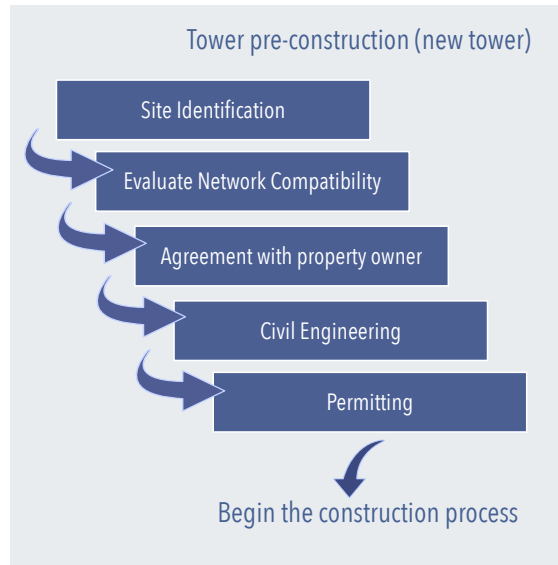 Tower pre-construction (new tower)
Site Identification
Evaluate Network Compatibility
Agreement with property owner
Civil Engineering
Permitting
Begin the construction process